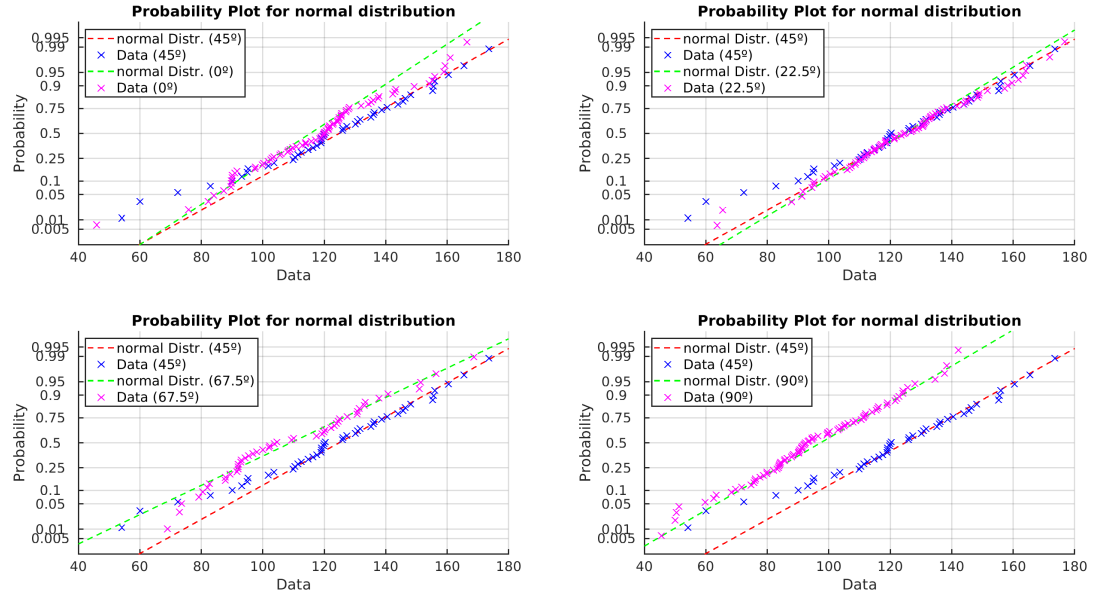 Probability Plot for normal distribution
0.995
0.99
0.95
0.9
0.75
0.5
0.25
0.1
0.05
0.01
0.005
Probability
normal Distr. (45º)
Data (45º)
normal Distr. (0º)
Data (0º)
40 60 80 100 120 140 160 180
Data
Probability Plot for normal distribution
0.995
0.99
0.95
0.9
0.75
0.5
0.25
0.1
0.05
0.01
0.005
Probability
normal Distr. (45º)
Data (45º)
normal Distr. (22.5º)
Data (22.5º)
40 60 80 100 120 140 160 180
Data
Probability Plot for normal distribution
0.995
0.99
0.95
0.9
0.75
0.5
0.25
0.1
0.05
0.01
0.005
Probability
normal Distr. (45º)
Data (45º)
normal Distr. (67.5º)
Data (67.5º)
40 60 80 100 120 140 160 180
Data
Probability Plot for normal distribution
0.995
0.99
0.95
0.9
0.75
0.5
0.25
0.1
0.05
0.01
0.005
Probability
normal Distr. (45º)
Data (45º)
normal Distr. (90º)
Data (90º)
40 60 80 100 120 140 160 180
Data